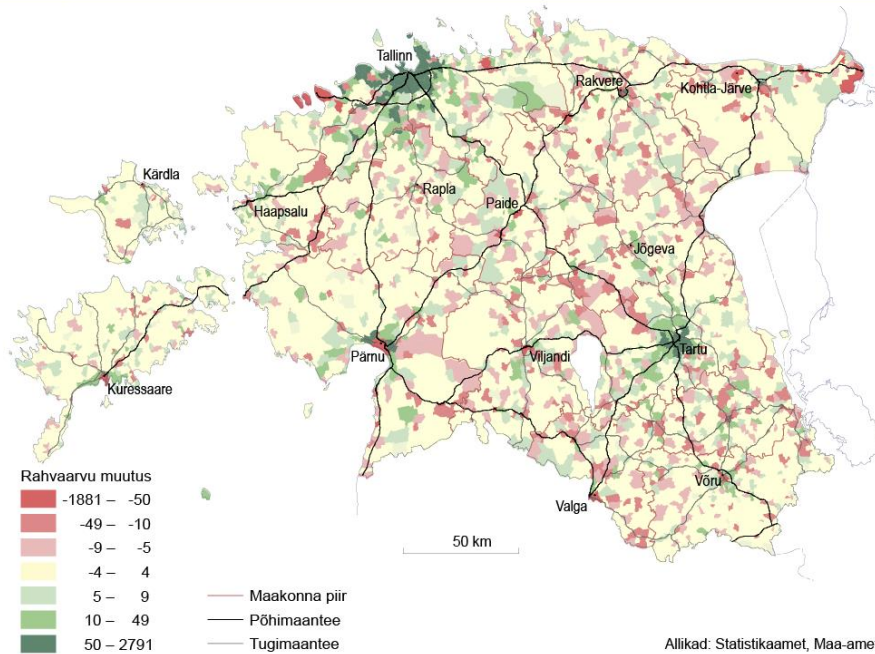 Tallinn
Rakvere
Kohtla-Järve
Kärdla
Haapsalu
Rapla
Paide
Jõgeva
Pärnu
Viljandi
Tartu
Kuressaare
Valga
Võru
Rahvaarvu muutus
-1881 – -50
-49 – -10
-9 – -5
-4 – 4
5 – 9
10 – 49
50 – 2791
50 km
Maakonna piir
Põhimaantee
Tugimaantee
Allikad: Statistikaamet, Maa-ame